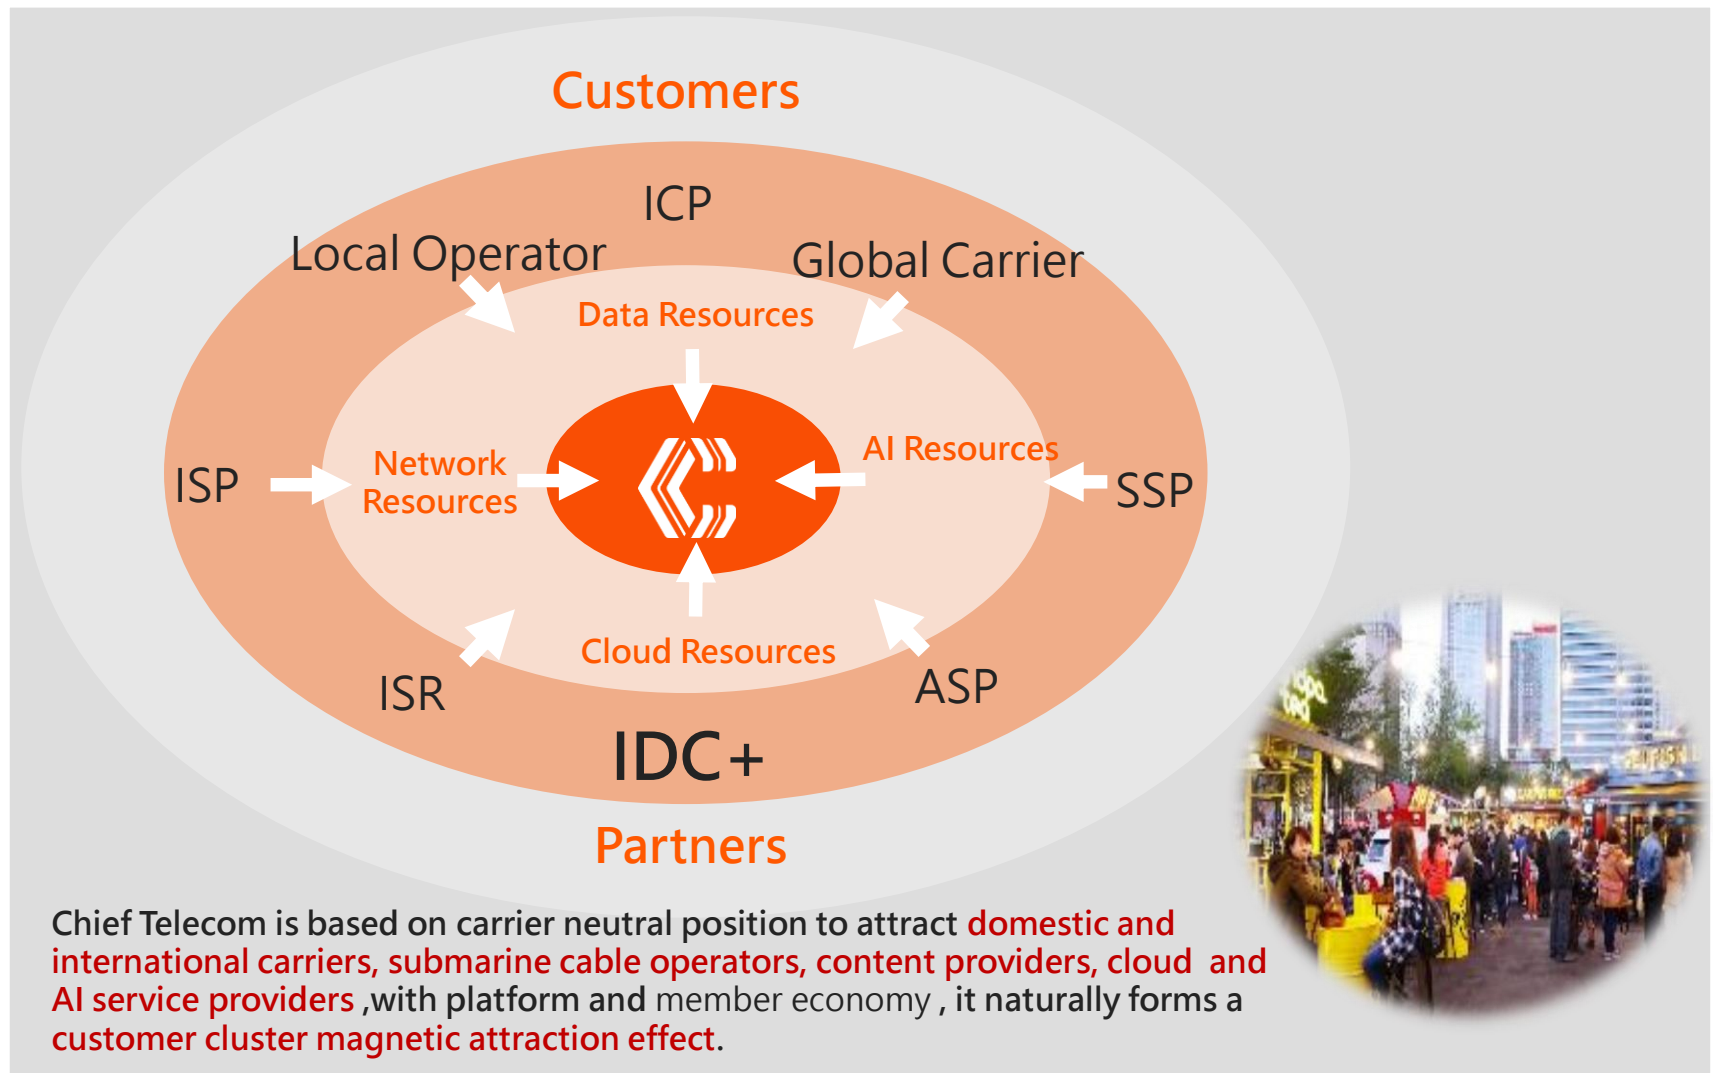 Customers
ICP
Local Operator
Global Carrier
Data Resources
Network
Resources
AI Resources
ISP
SSP
Cloud Resources
ISR
ASP
IDC+
Partners
Chief Telecom is based on carrier neutral position to attract domestic and
international carriers, submarine cable operators, content providers, cloud and
AI service providers ,with platform and member economy , it naturally forms a
customer cluster magnetic attraction effect.